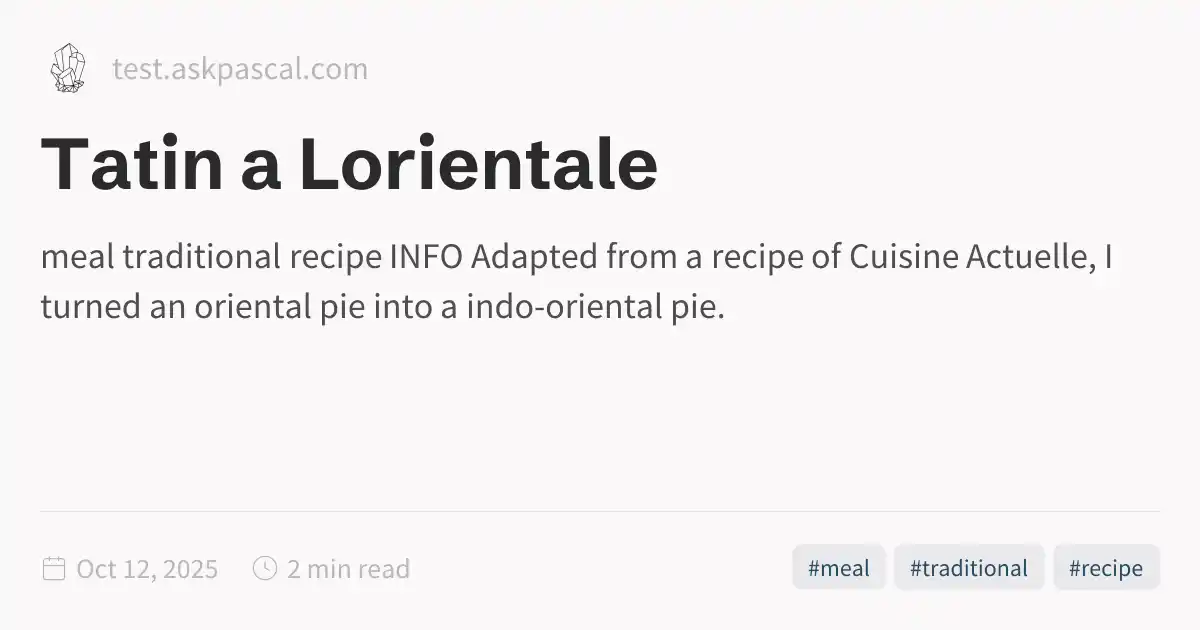 test.askpascal.com
Tatin a Lorientale
meal traditional recipe INFO Adapted from a recipe of Cuisine Actuelle, I
turned an oriental pie into a indo-oriental pie.
Oct 12, 2025 2 min read #meal #traditional #recipe